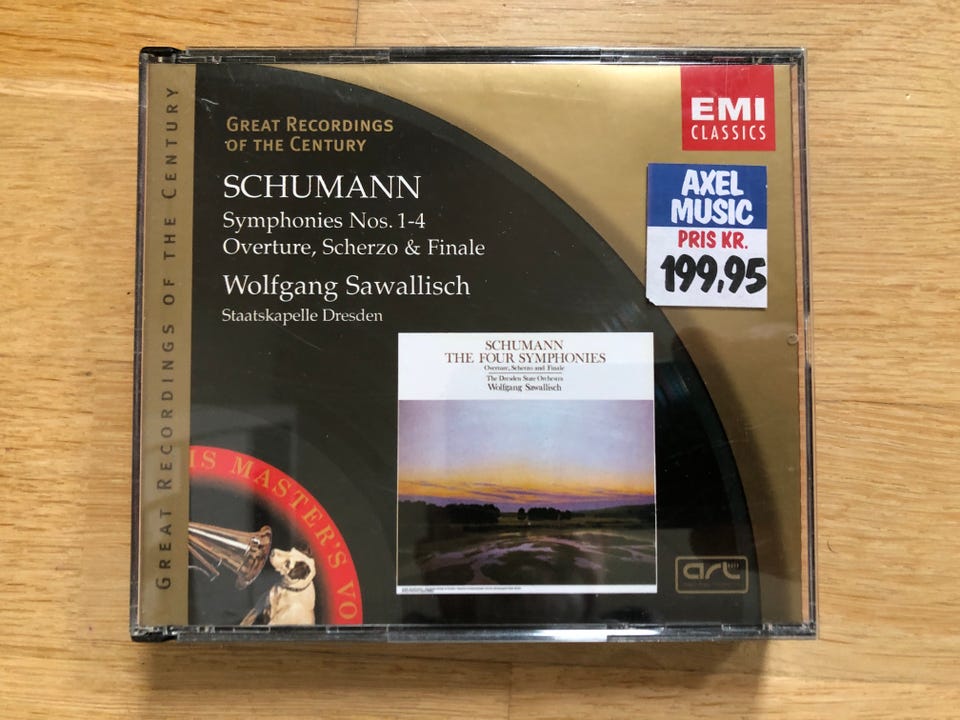 GREAT RECORDINGS OF THE CENTURY
GREAT RECORDINGS
OF THE CENTURY
SCHUMANN
Symphonies Nos. 1-4
Overture, Scherzo & Finale
Wolfgang Sawallisch
Staatskapelle Dresden
EMI
CLASSICS
AXEL
MUSIC
PRIS KR.
199,95
SCHUMANN
THE FOUR SYMPHONIES
Overture, Scherzo and Finale
The Dresden State Orchestra
Wolfgang Sawallisch
IS MASTER'S VO
art